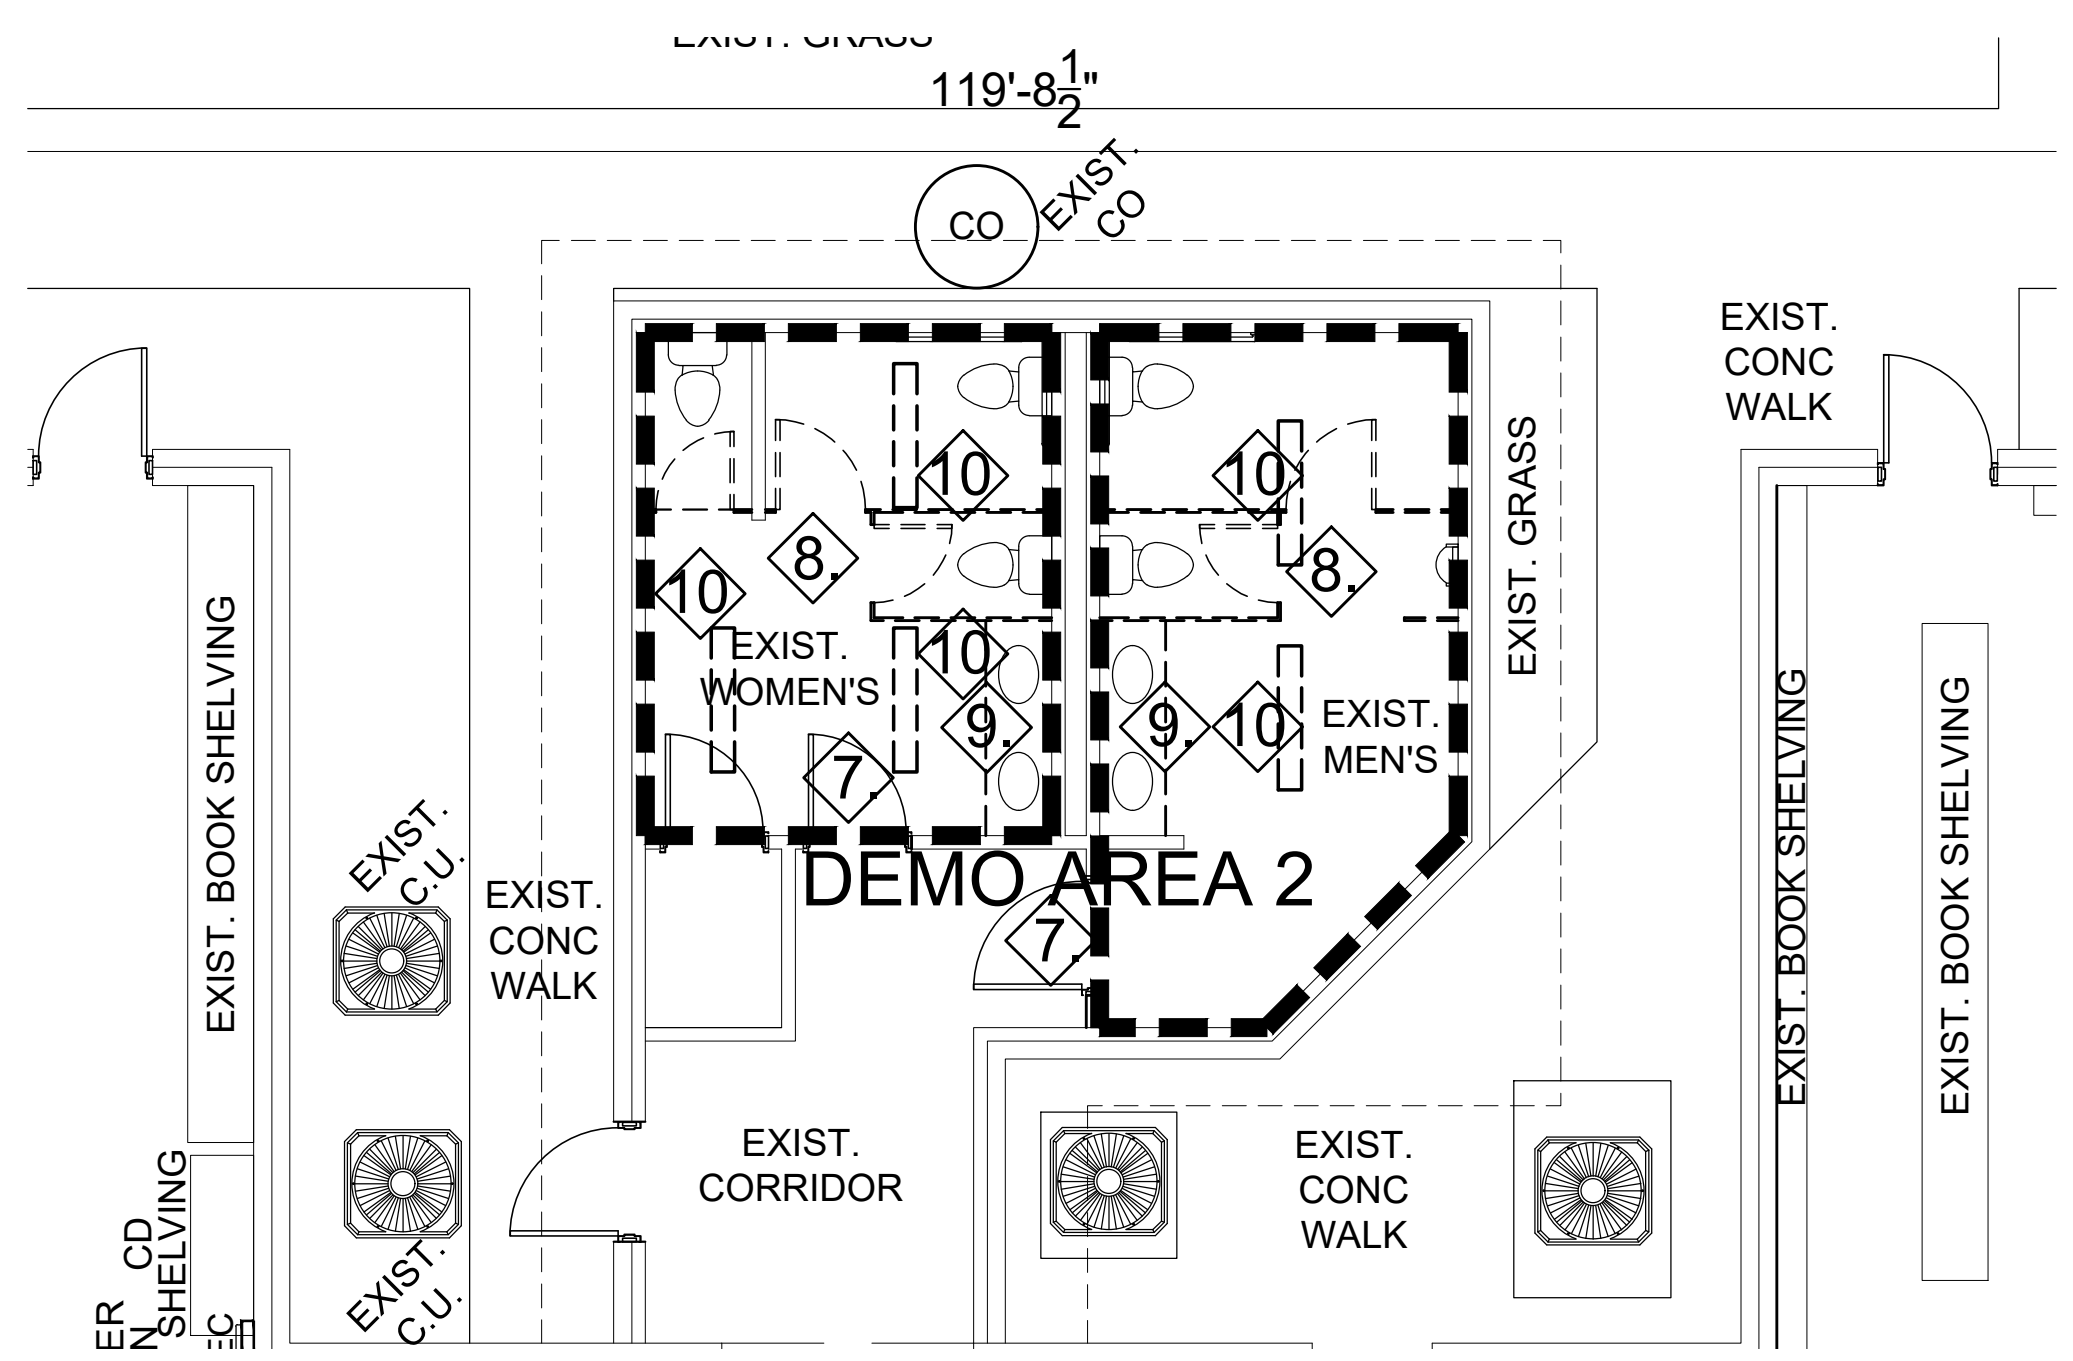 EXIST. GRASS
119'-8 1/2"
EXIST.
CO
CO
EXIST.
CONC
WALK
EXIST. GRASS
10
10
8.
8.
10
EXIST.
WOMEN'S
10
9.
9.
10
EXIST.
MEN'S
7.
DEMO AREA 2
7.
EXIST. BOOK SHELVING
EXIST.
C.U.
EXIST.
CONC
WALK
EXIST. BOOK SHELVING
EXIST. BOOK SHELVING
EXIST.
CORRIDOR
EXIST.
CONC
WALK
CD
SHELVING
EXIST.
C.U.